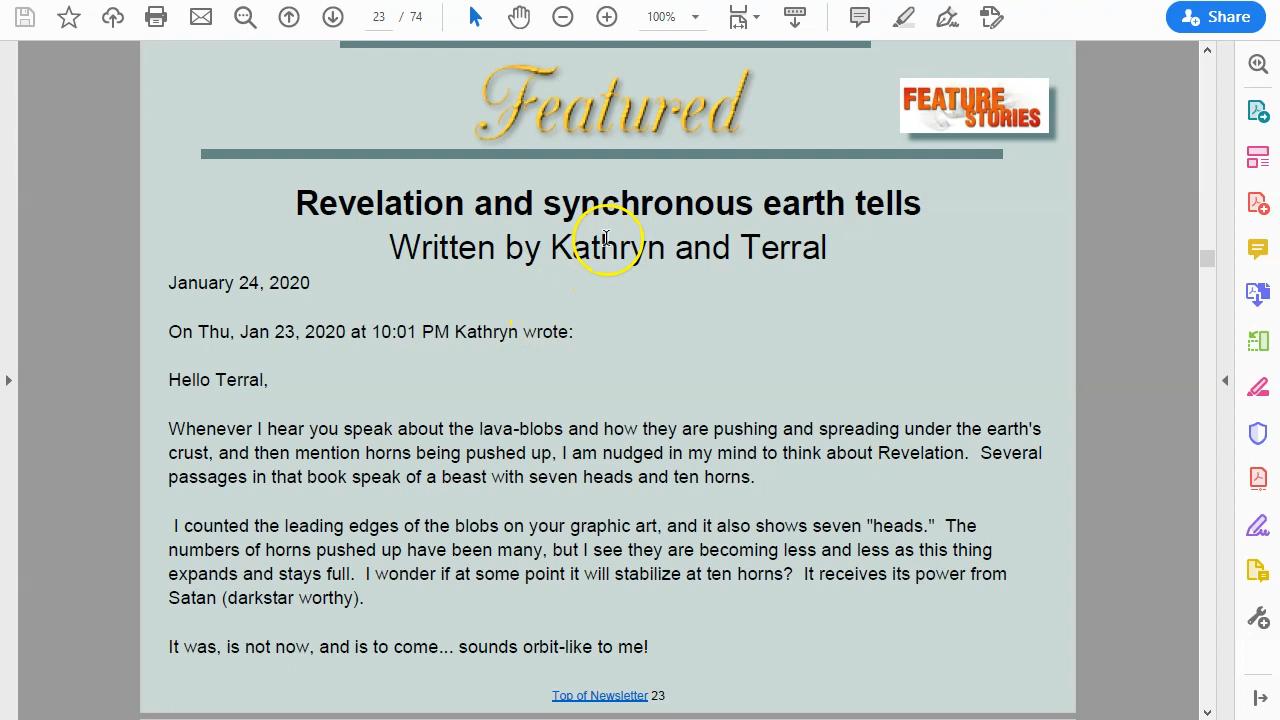 23 / 74
100%
Share
Featured
FEATURE
STORIES
Revelation and synchronous earth tells
Written by Kathryn and Terral
January 24, 2020
On Thu, Jan 23, 2020 at 10:01 PM Kathryn wrote:
Hello Terral,
Whenever I hear you speak about the lava-blobs and how they are pushing and spreading under the earth's
crust, and then mention horns being pushed up, I am nudged in my mind to think about Revelation.  Several
passages in that book speak of a beast with seven heads and ten horns.
I counted the leading edges of the blobs on your graphic art, and it also shows seven "heads."  The
numbers of horns pushed up have been many, but I see they are becoming less and less as this thing
expands and stays full.  I wonder if at some point it will stabilize at ten horns?  It receives its power from
Satan (darkstar worthy).
It was, is not now, and is to come... sounds orbit-like to me!
Top of Newsletter 23